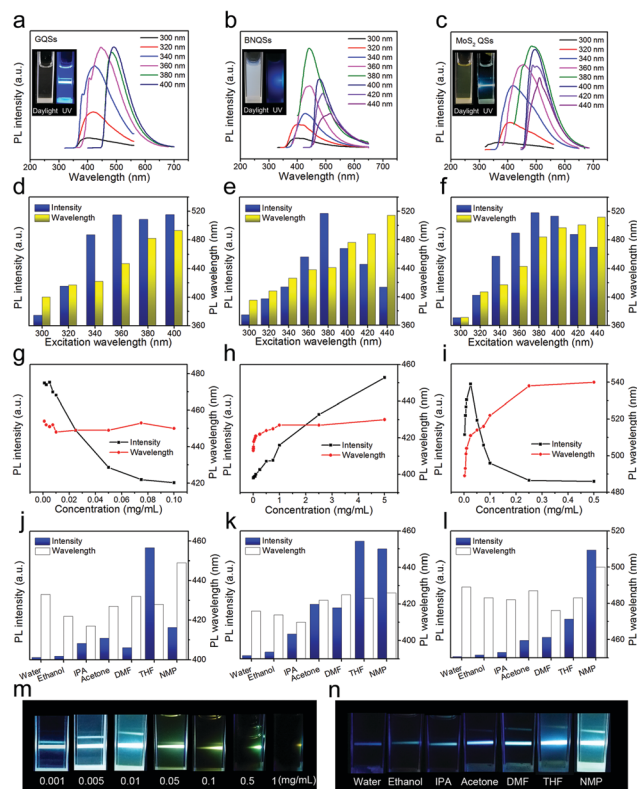 a
GQSs
Daylight UV
300 nm
320 nm
340 nm
360 nm
380 nm
400 nm
PL intensity (a.u.)
300 400 500 600 700
Wavelength (nm)
b
BNQSs
Daylight UV
300 nm
320 nm
340 nm
360 nm
380 nm
400 nm
420 nm
440 nm
PL intensity (a.u.)
300 400 500 600 700
Wavelength (nm)
c
MoS₂ QSs
Daylight UV
300 nm
320 nm
340 nm
360 nm
380 nm
400 nm
420 nm
440 nm
PL intensity (a.u.)
300 400 500 600 700
Wavelength (nm)
d
Intensity
Wavelength
PL intensity (a.u.)
PL wavelength (nm)
520
480
440
400
360
300 320 340 360 380 400
Excitation wavelength (nm)
e
Intensity
Wavelength
PL intensity (a.u.)
PL wavelength (nm)
520
480
440
400
360
300 320 340 360 380 400 420 440
Excitation wavelength (nm)
f
Intensity
Wavelength
PL intensity (a.u.)
PL wavelength (nm)
520
480
440
400
360
300 320 340 360 380 400 420 440
Excitation wavelength (nm)
g
Intensity
Wavelength
PL intensity (a.u.)
PL wavelength (nm)
480
460
440
420
0.00 0.02 0.04 0.06 0.08 0.10
Concentration (mg/mL)
h
Intensity
Wavelength
PL intensity (a.u.)
PL wavelength (nm)
460
440
420
400
0 1 2 3 4 5
Concentration (mg/mL)
i
Intensity
Wavelength
PL intensity (a.u.)
PL wavelength (nm)
540
520
500
480
0.0 0.1 0.2 0.3 0.4 0.5
Concentration (mg/mL)
j
Intensity
Wavelength
PL intensity (a.u.)
PL wavelength (nm)
460
440
420
400
Water Ethanol IPA Acetone DMF THF NMP
k
Intensity
Wavelength
PL intensity (a.u.)
PL wavelength (nm)
460
440
420
400
Water Ethanol IPA Acetone DMF THF NMP
l
Intensity
Wavelength
PL intensity (a.u.)
PL wavelength (nm)
520
500
480
460
Water Ethanol IPA Acetone DMF THF NMP
m
0.001 0.005 0.01 0.05 0.1 0.5 1 (mg/mL)
n
Water Ethanol IPA Acetone DMF THF NMP